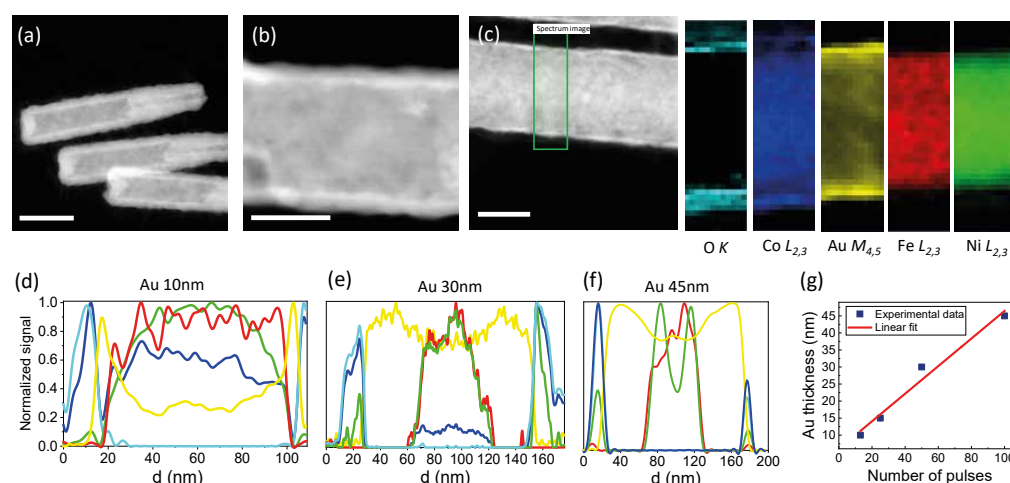 (a)
(b)
(c)
Spectrum image
O K
Co L2,3
Au M4,5
Fe L2,3
Ni L2,3
(d)
Au 10nm
(e)
Au 30nm
(f)
Au 45nm
(g)
Normalized signal
1.0
0.8
0.6
0.4
0.2
0.0
0 20 40 60 80 100
d (nm)
0 20 40 60 80 100 120 140 160
d (nm)
0 40 80 120 160 200
d (nm)
Experimental data
Linear fit
Au thickness (nm)
45
40
35
30
25
20
15
10
0 20 40 60 80 100
Number of pulses